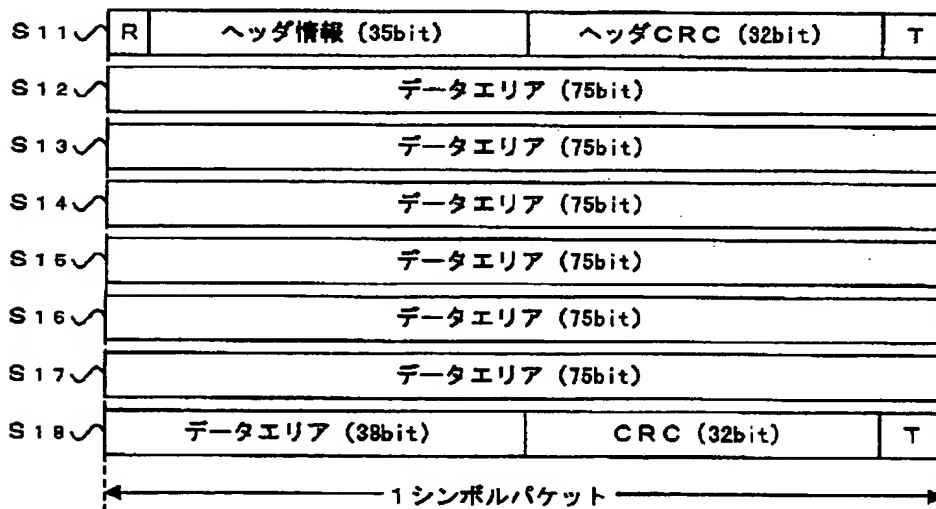 S11 R ヘッダ情報 (35bit) ヘッダCRC (32bit) T
S12 データエリア (75bit)
S13 データエリア (75bit)
S14 データエリア (75bit)
S15 データエリア (75bit)
S16 データエリア (75bit)
S17 データエリア (75bit)
S18 データエリア (38bit) CRC (32bit) T
1シンボルパケット